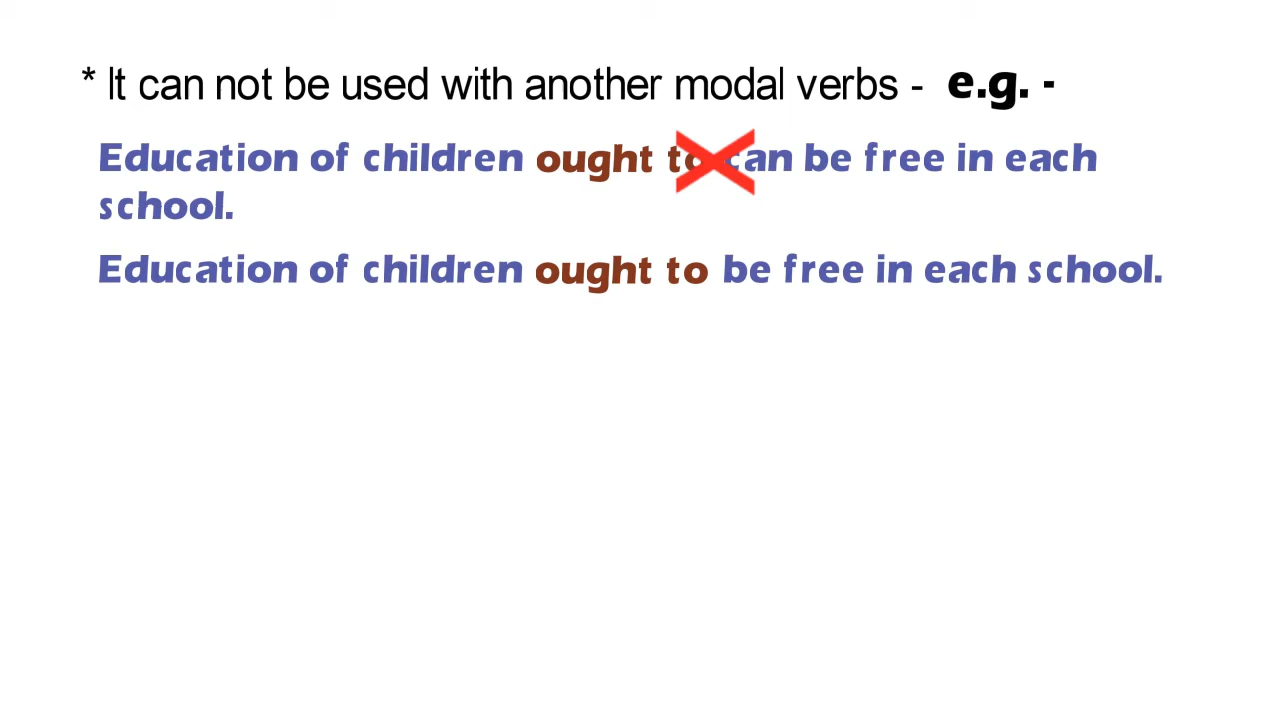 * It can not be used with another modal verbs - e.g. -
Education of children ought to can be free in each
school.
Education of children ought to be free in each school.